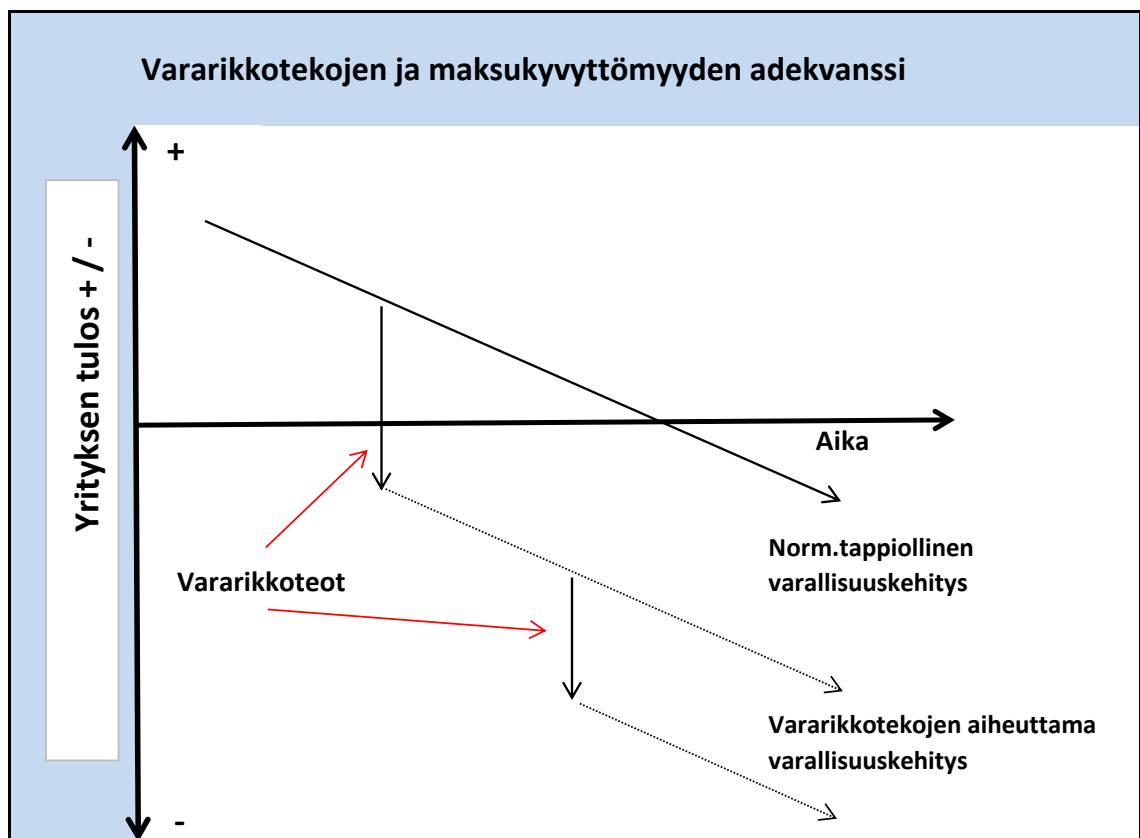 Vararikkotekojen ja maksukyvyttömyyden adekvanssi
+
Yrityksen tulos + / -
Aika
Norm.tappiollinen
varallisuuskehitys
Vararikkoteot
Vararikkotekojen aiheuttama
varallisuuskehitys
-